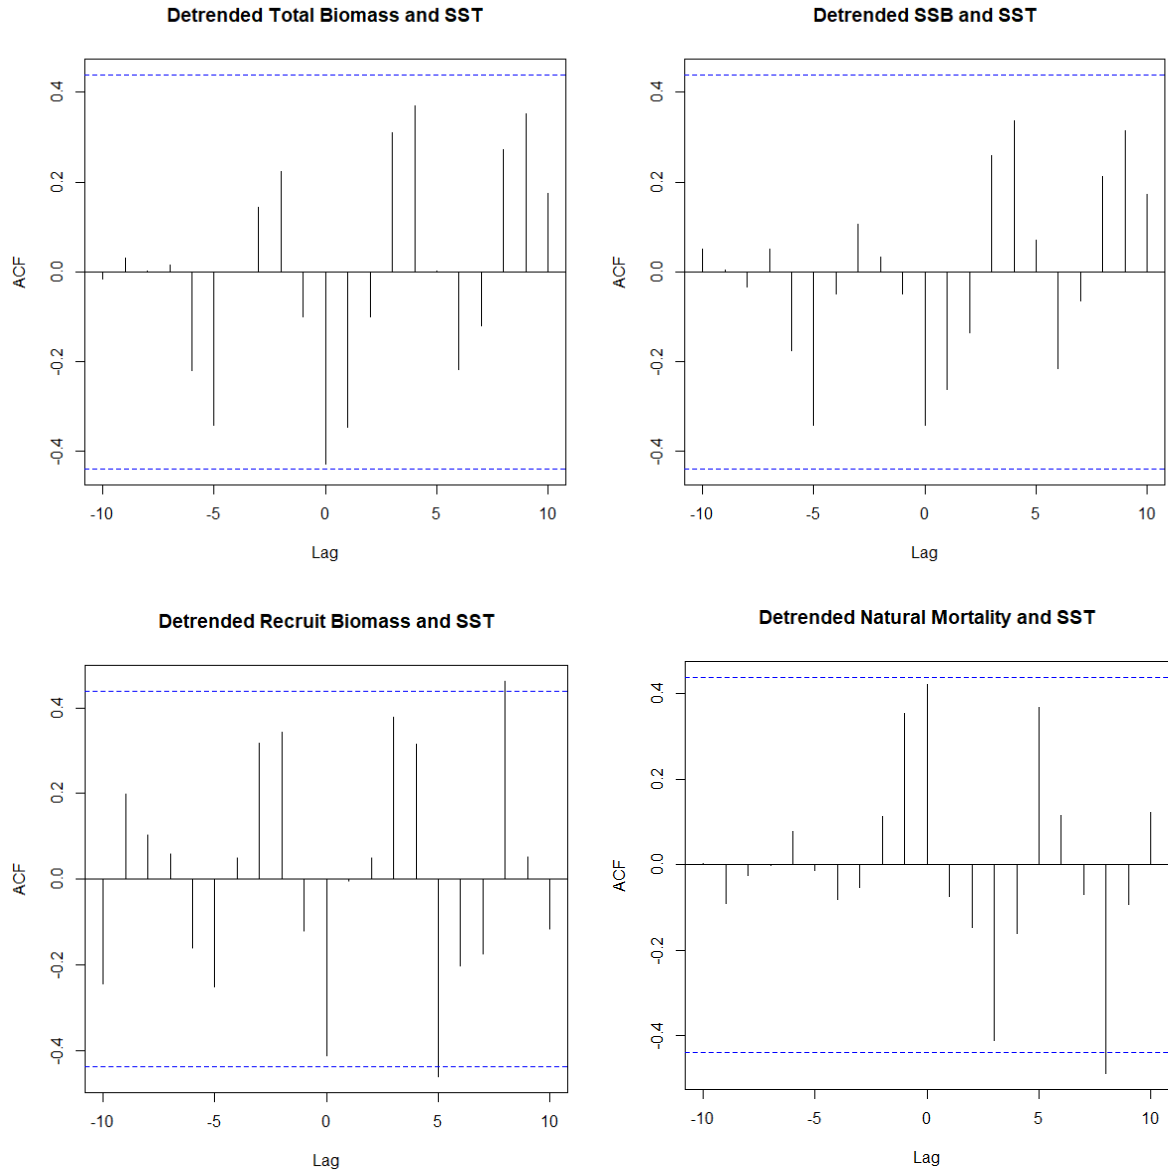 Detrended Total Biomass and SST
ACF
0.4
0.2
0.0
-0.2
-0.4
-10 -5 0 5 10
Lag
Detrended SSB and SST
ACF
0.4
0.2
0.0
-0.2
-0.4
-10 -5 0 5 10
Lag
Detrended Recruit Biomass and SST
ACF
0.4
0.2
0.0
-0.2
-0.4
-10 -5 0 5 10
Lag
Detrended Natural Mortality and SST
ACF
0.4
0.2
0.0
-0.2
-0.4
-10 -5 0 5 10
Lag